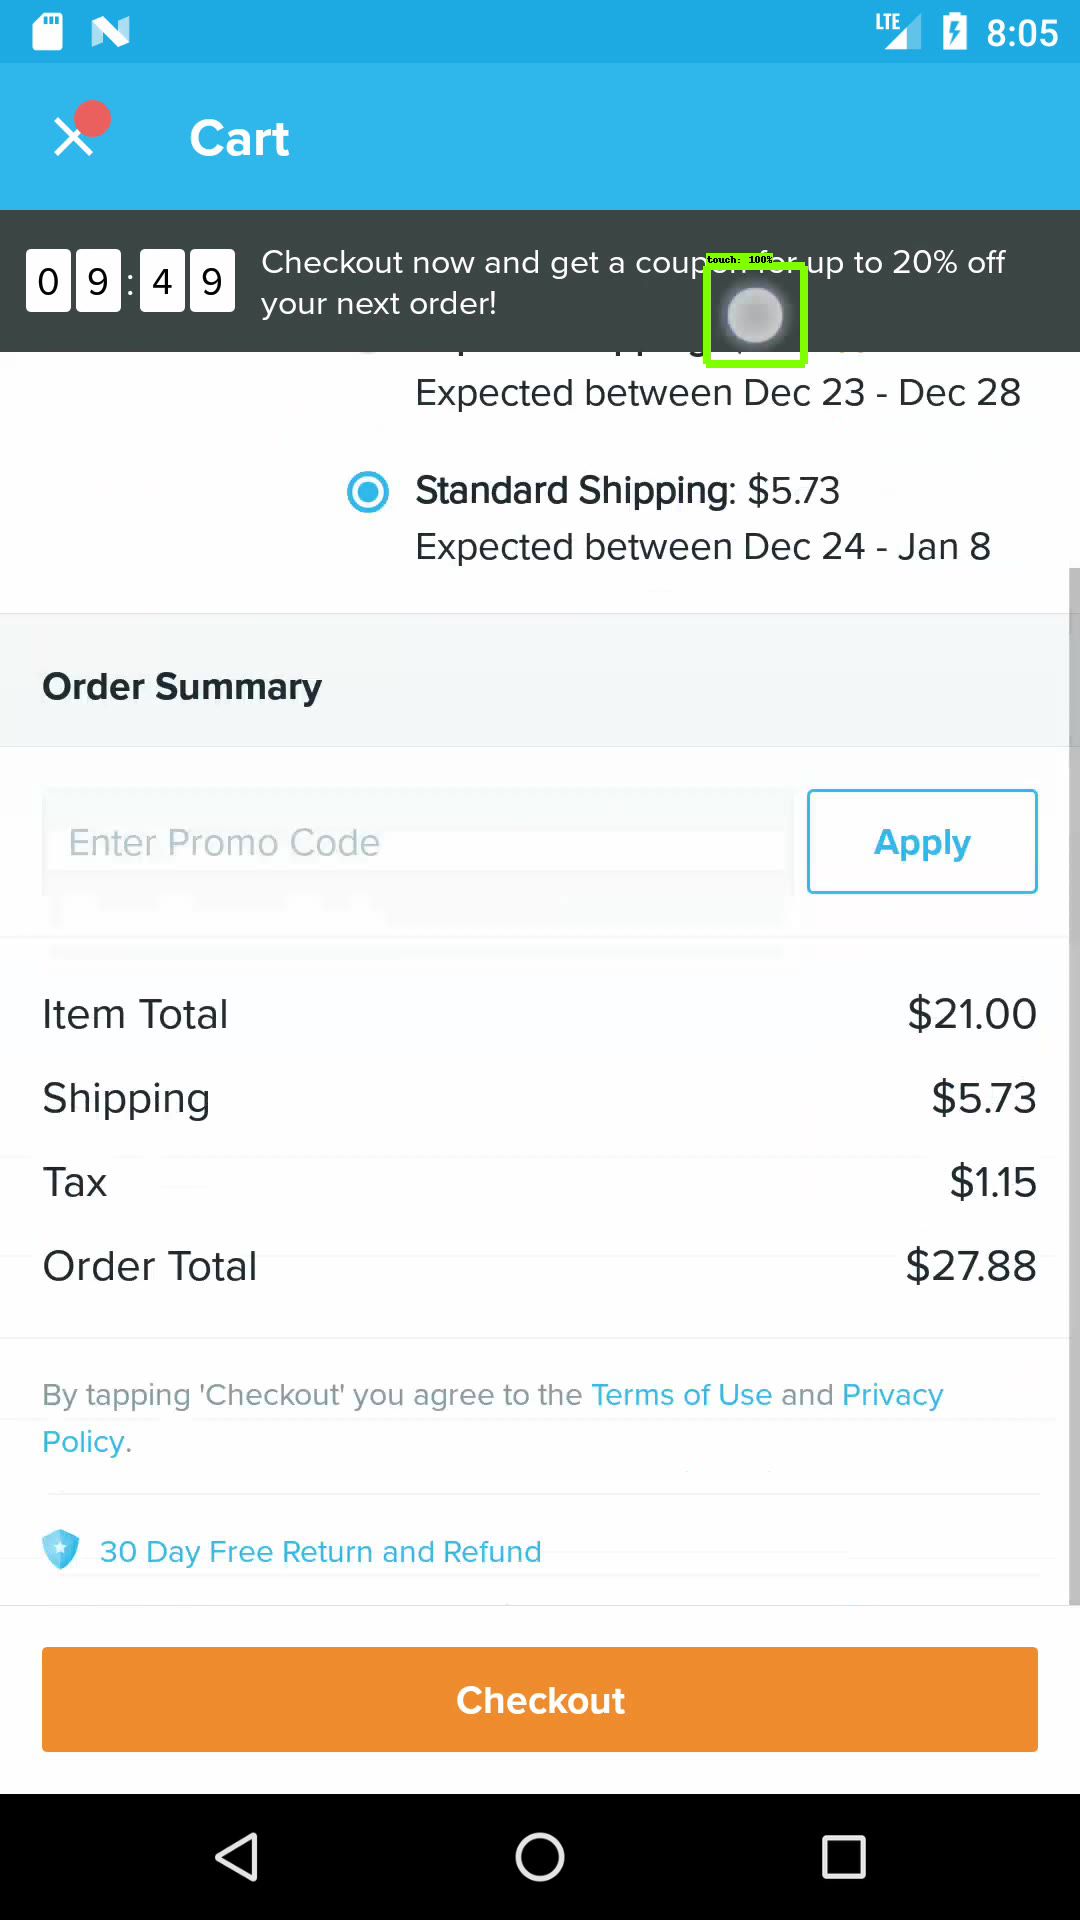 LTE 8:05
Cart
09:49
Checkout now and get a coupon for up to 20% off
your next order!
touch: 100%
Expected between Dec 23 - Dec 28
Standard Shipping: $5.73
Expected between Dec 24 - Jan 8
Order Summary
Enter Promo Code
Apply
Item Total $21.00
Shipping $5.73
Tax $1.15
Order Total $27.88
By tapping 'Checkout' you agree to the Terms of Use and Privacy
Policy.
30 Day Free Return and Refund
Checkout